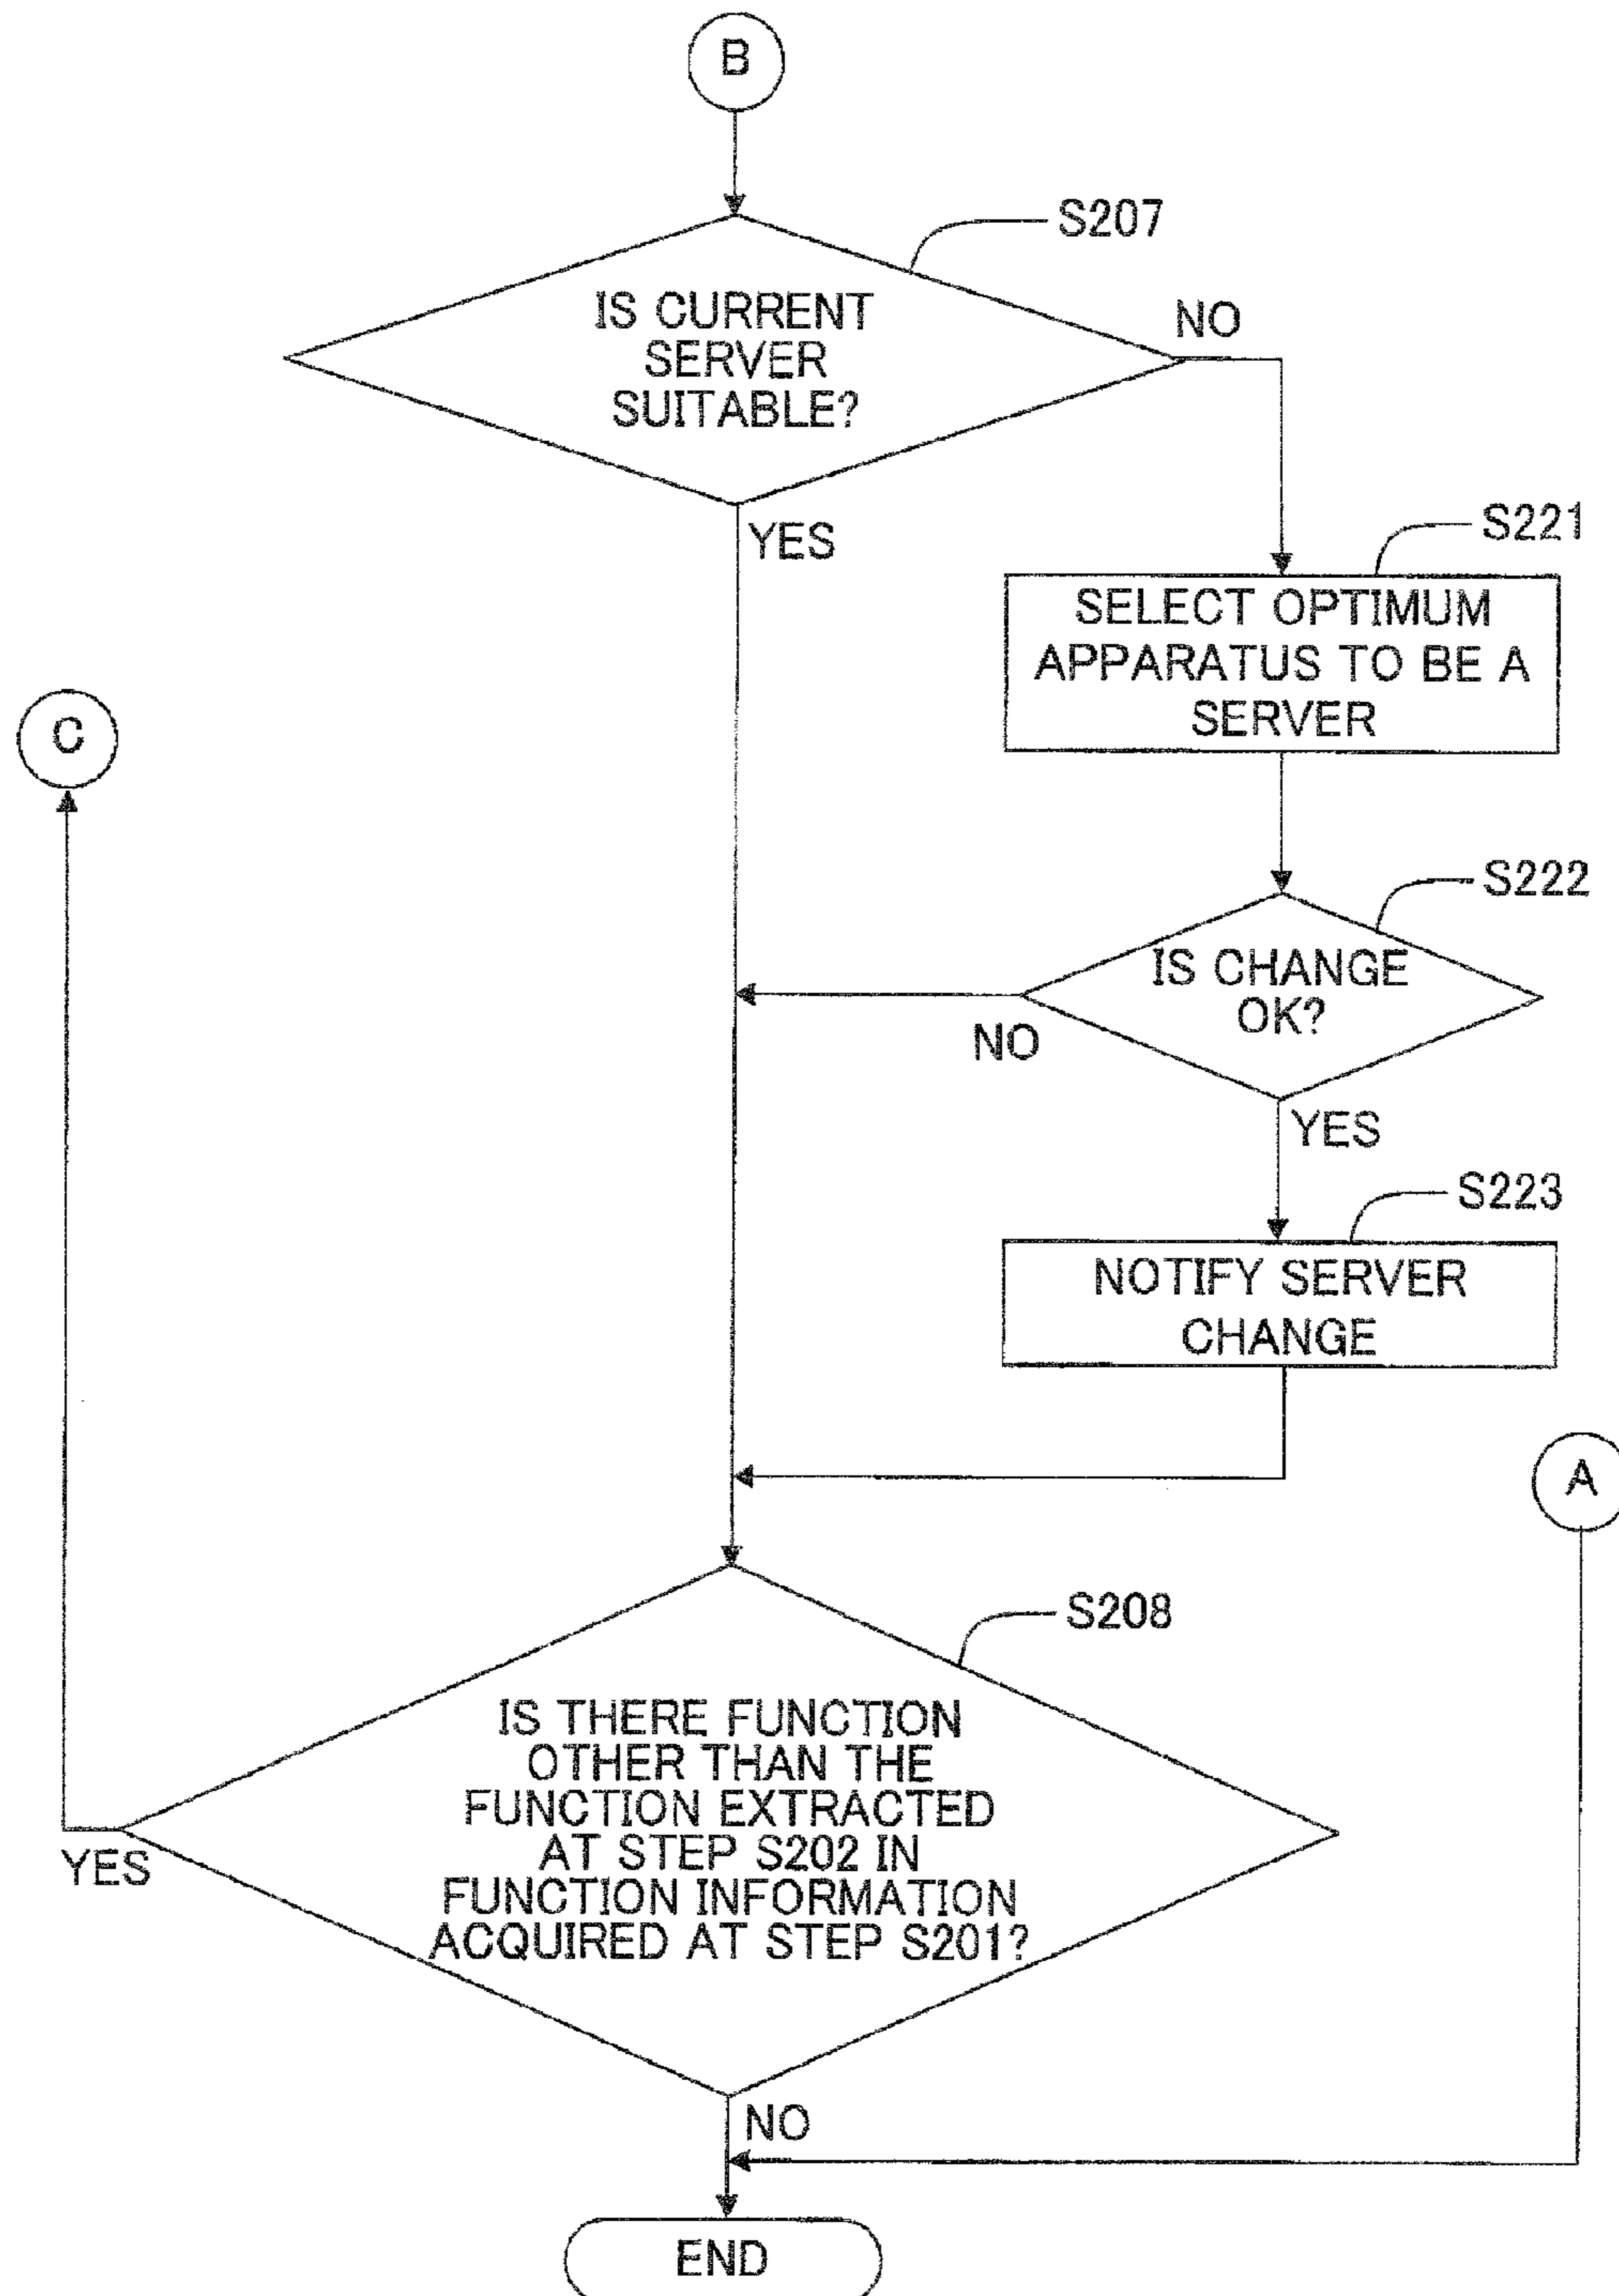 B
S207
IS CURRENT
SERVER
SUITABLE?
NO
YES
S221
SELECT OPTIMUM
APPARATUS TO BE A
SERVER
C
S222
IS CHANGE
OK?
NO
YES
S223
NOTIFY SERVER
CHANGE
A
S208
IS THERE FUNCTION
OTHER THAN THE
FUNCTION EXTRACTED
AT STEP S202 IN
FUNCTION INFORMATION
ACQUIRED AT STEP S201?
YES
NO
END